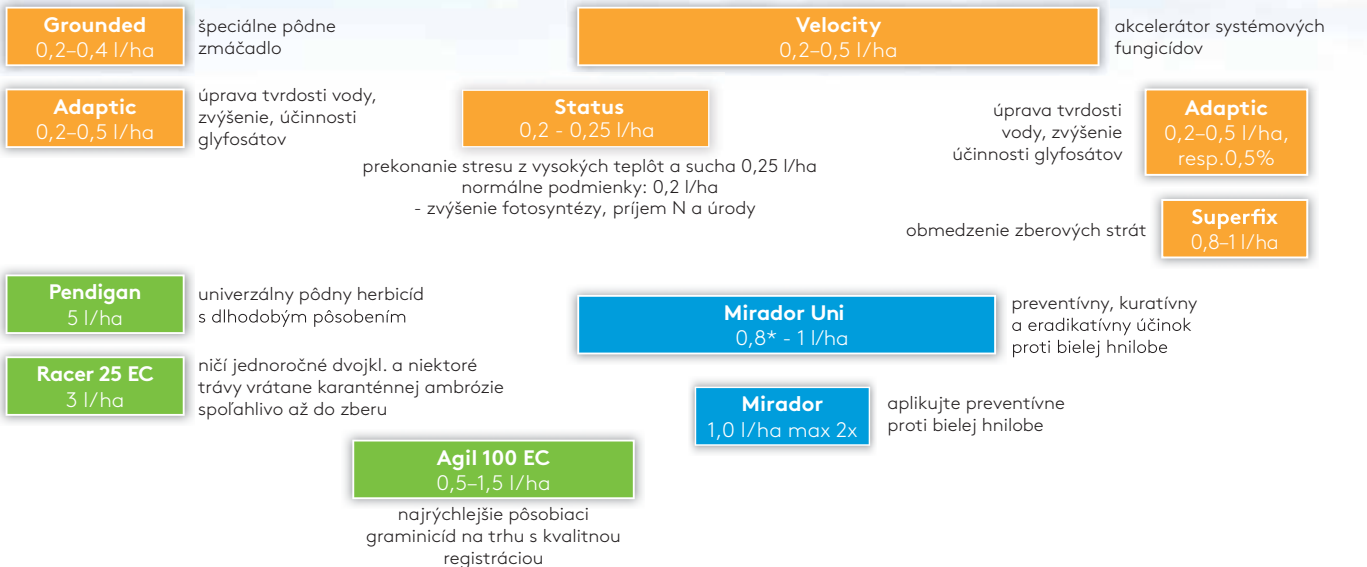 Grounded
0,2–0,4 l/ha
špeciálne pôdne
zmáčadlo
Velocity
0,2–0,5 l/ha
akcelerátor systémových
fungicídov
Adaptic
0,2–0,5 l/ha
úprava tvrdosti vody,
zvýšenie, účinnosti
glyfosátov
Status
0,2 - 0,25 l/ha
prekonanie stresu z vysokých teplôt a sucha 0,25 l/ha
normálne podmienky: 0,2 l/ha
- zvýšenie fotosyntézy, príjem N a úrody
úprava tvrdosti
vody, zvýšenie
účinnosti glyfosátov
Adaptic
0,2–0,5 l/ha,
resp.0,5%
obmedzenie zberových strát
Superfix
0,8–1 l/ha
Pendigan
5 l/ha
univerzálny pôdny herbicíd
s dlhodobým pôsobením
Mirador Uni
0,8* - 1 l/ha
preventívny, kuratívny
a eradikatívny účinok
proti bielej hnilobe
Racer 25 EC
3 l/ha
ničí jednoročné dvojkl. a niektoré
trávy vrátane karanténnej ambrózie
spoľahlivo až do zberu
Mirador
1,0 l/ha max 2x
aplikujte preventívne
proti bielej hnilobe
Agil 100 EC
0,5–1,5 l/ha
najrýchlejšie pôsobiaci
graminicíd na trhu s kvalitnou
registráciou